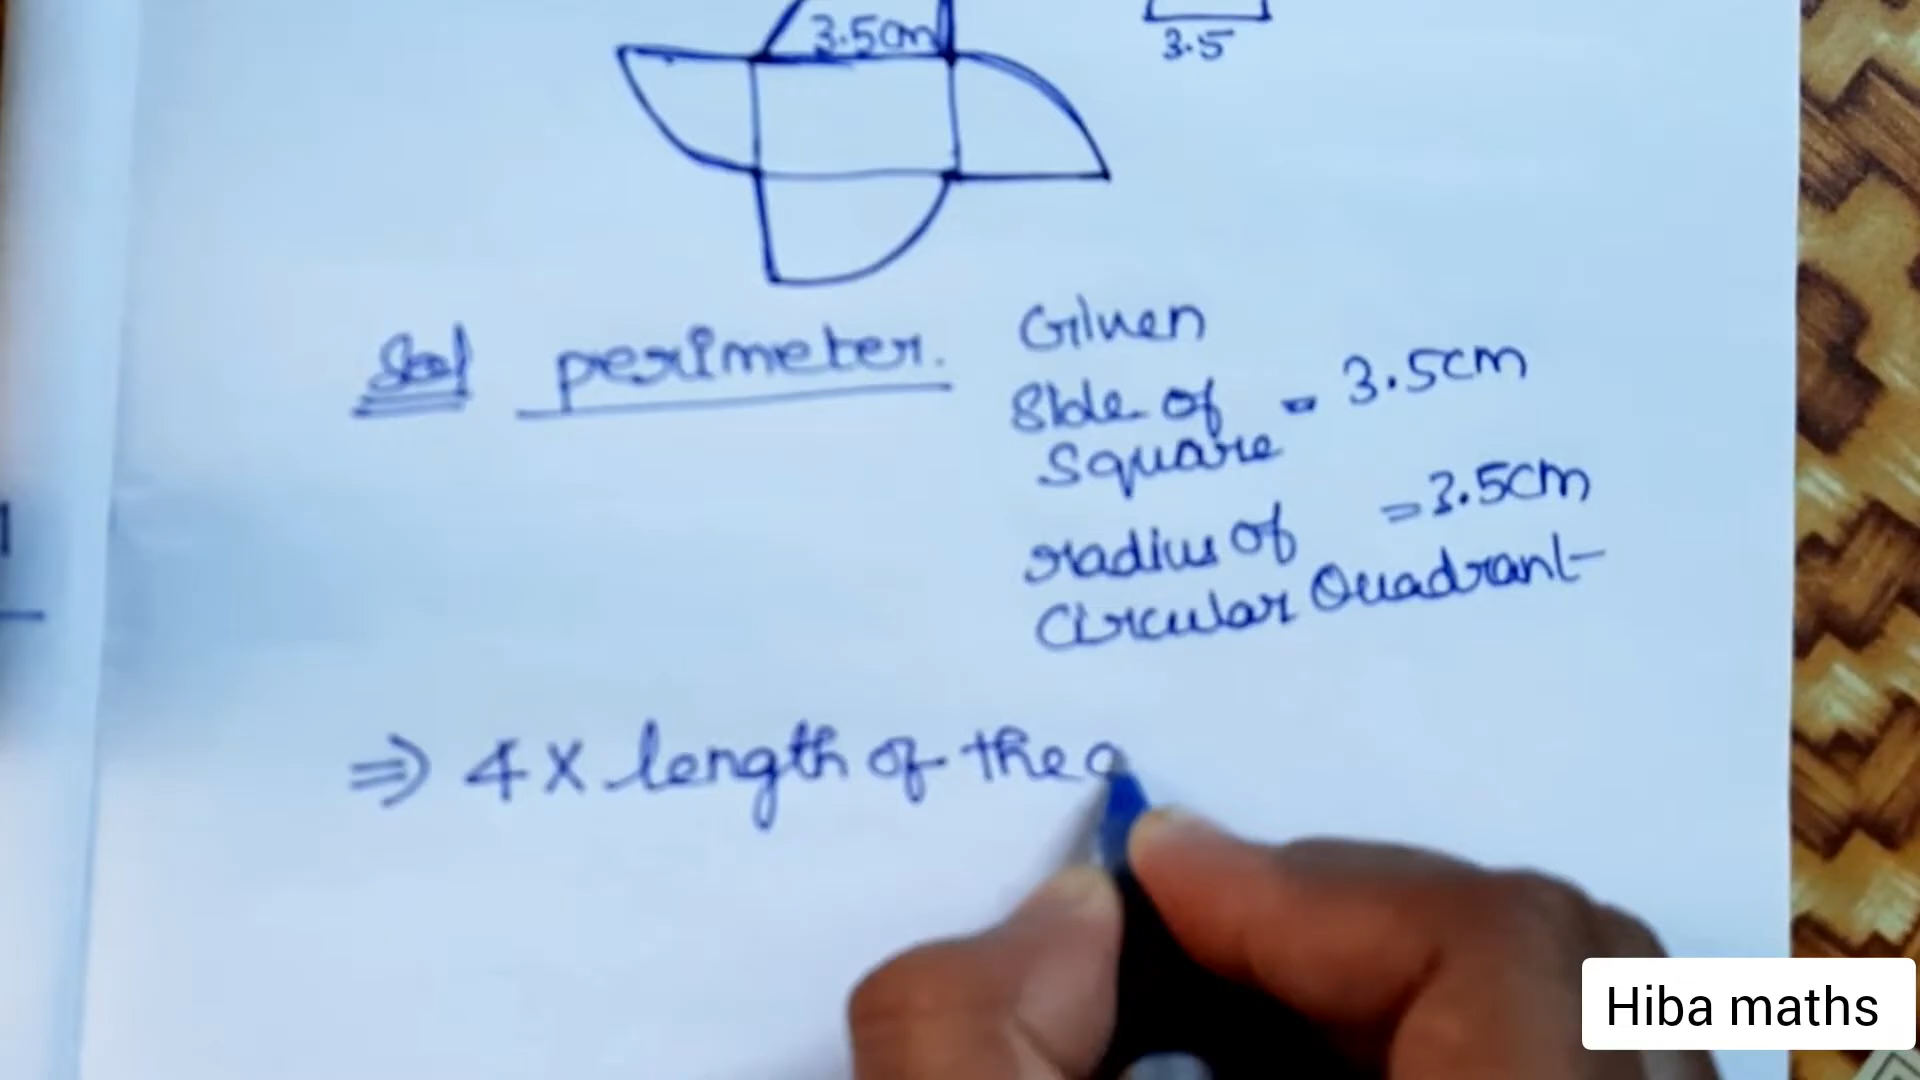 3.5cm
3.5
Sol perimeter.
Given
Side of = 3.5cm
Square
radius of = 3.5cm
Circular Quadrant
⇒ 4 × length of the a
Hiba maths